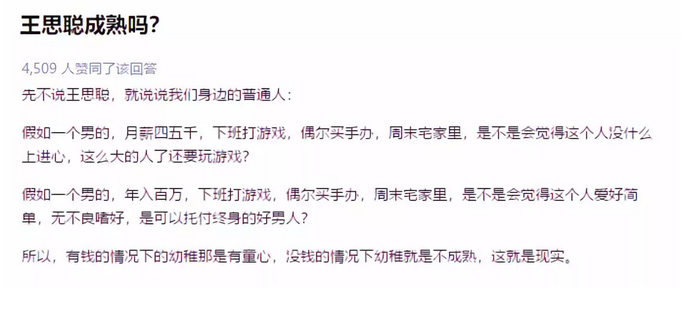 王思聪成熟吗？
4,509 人赞同了该回答
先不说王思聪，就说说我们身边的普通人：
假如一个男的，月薪四五千，下班打游戏，偶尔买手办，周末宅家里，是不是会觉得这个人没什么
上进心，这么大的人了还要玩游戏？
假如一个男的，年入百万，下班打游戏，偶尔买手办，周末宅家里，是不是会觉得这个人爱好简
单，无不良嗜好，是可以托付终身的好男人？
所以，有钱的情况下的幼稚那是有童心，没钱的情况下幼稚就是不成熟，这就是现实。